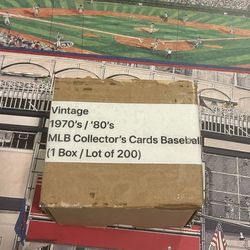 Vintage
1970's / '80's
MLB Collector's Cards Baseball
(1 Box / Lot of 200)